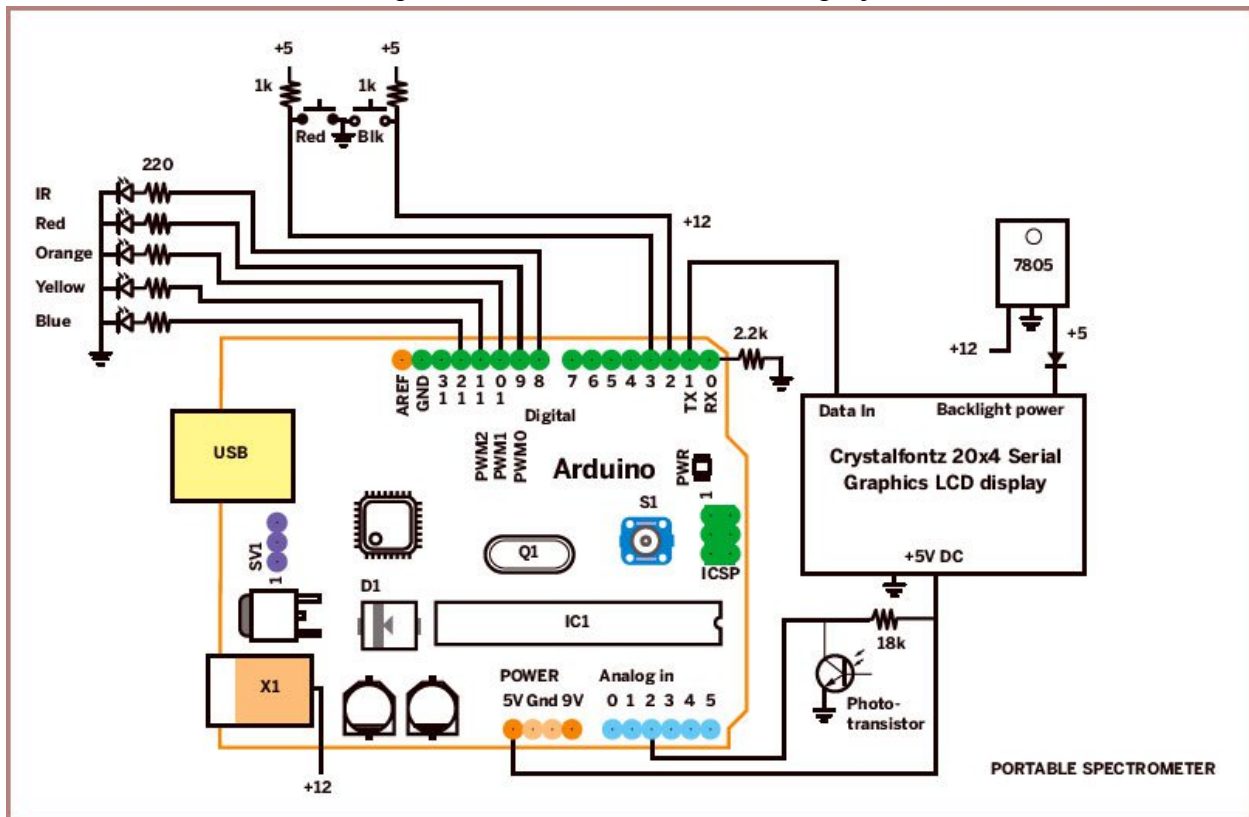 +5 +5
1k 1k
Red Blk
220
IR
Red
Orange
Yellow
Blue
+12
7805
+5
+12
2.2k
AREF GND 13 12 11 10 9 8 7 6 5 4 3 2 1 0
TX RX
Digital
PWM2 PWM1 PWM0
Arduino
PWR
1
USB
S1
ICSP
SV1
1
Q1
D1
IC1
X1
+12
POWER
5V Gnd 9V
Analog in
0 1 2 3 4 5
Data In Backlight power
Crystalfontz 20x4 Serial
Graphics LCD display
+5V DC
18k
Photo-
transistor
PORTABLE SPECTROMETER